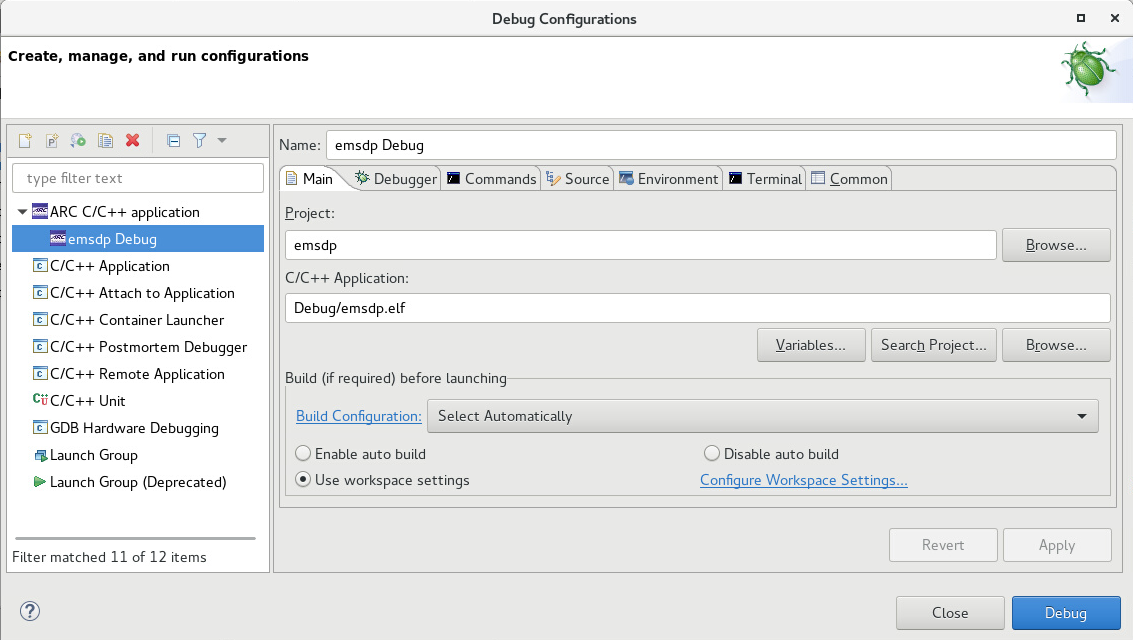 Debug Configurations
Create, manage, and run configurations
type filter text
ARC C/C++ application
emsdp Debug
C/C++ Application
C/C++ Attach to Application
C/C++ Container Launcher
C/C++ Postmortem Debugger
C/C++ Remote Application
C/C++ Unit
GDB Hardware Debugging
Launch Group
Launch Group (Deprecated)
Filter matched 11 of 12 items
Name: emsdp Debug
Main Debugger Commands Source Environment Terminal Common
Project:
emsdp Browse...
C/C++ Application:
Debug/emsdp.elf
Variables... Search Project... Browse...
Build (if required) before launching
Build Configuration: Select Automatically
Enable auto build Disable auto build
Use workspace settings Configure Workspace Settings...
Revert Apply
? Close Debug